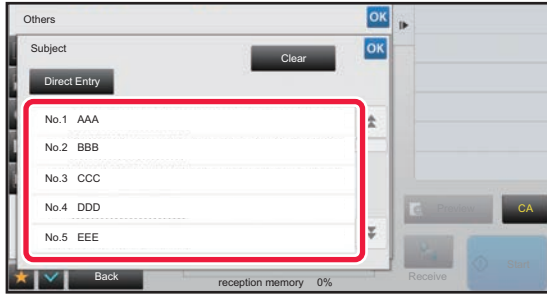 Others
OK
Subject
Clear
OK
Direct Entry
No.1 AAA
No.2 BBB
No.3 CCC
No.4 DDD
No.5 EEE
CA
Back
reception memory 0%
Receive
Start